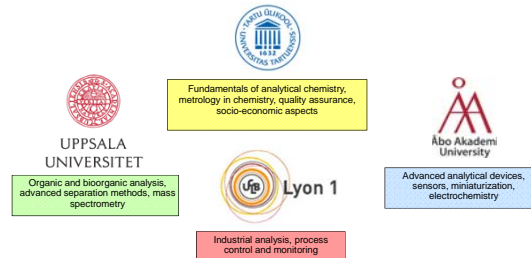 TARTU ÜLIKOOL
UNIVERSITAS TARTUENSIS
1632
Fundamentals of analytical chemistry,
metrology in chemistry, quality assurance,
socio-economic aspects
UPPSALA
UNIVERSITET
Organic and bioorganic analysis,
advanced separation methods, mass
spectrometry
Lyon 1
Industrial analysis, process
control and monitoring
Åbo Akademi
University
Advanced analytical devices,
sensors, miniaturization,
electrochemistry